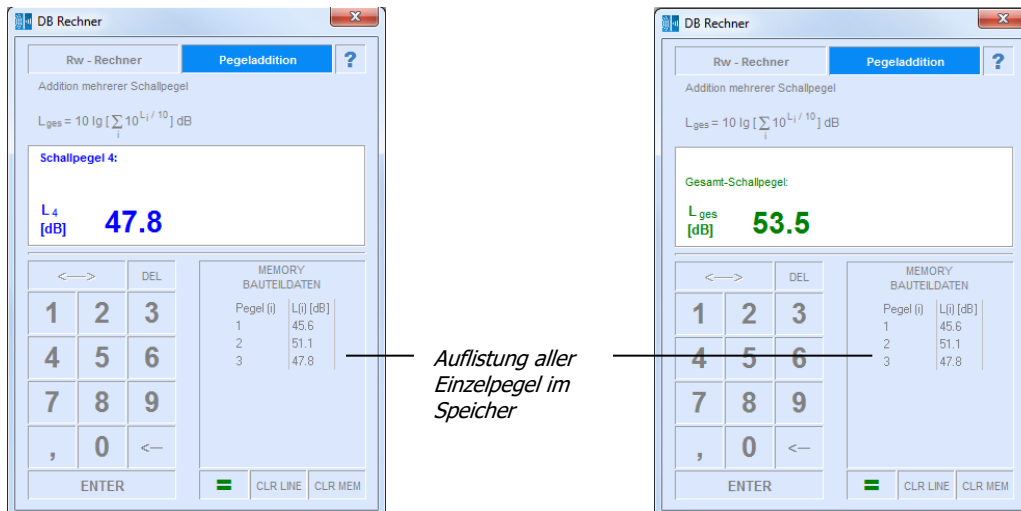 DB Rechner
x
Rw - Rechner Pegeladdition ?
Addition mehrerer Schallpegel
L ges = 10 lg [ ∑ i 10^(L i / 10) ] dB
Schallpegel 4:
L 4
[dB] 47.8
<--> DEL
1 2 3
4 5 6
7 8 9
, 0 <--
ENTER
MEMORY
BAUTEILDATEN
Pegel (i) L(i) [dB]
1 45.6
2 51.1
3 47.8
= CLR LINE CLR MEM
Auflistung aller
Einzelpegel im
Speicher
DB Rechner
x
Rw - Rechner Pegeladdition ?
Addition mehrerer Schallpegel
L ges = 10 lg [ ∑ i 10^(L i / 10) ] dB
Gesamt-Schallpegel:
L ges
[dB] 53.5
<--> DEL
1 2 3
4 5 6
7 8 9
, 0 <--
ENTER
MEMORY
BAUTEILDATEN
Pegel (i) L(i) [dB]
1 45.6
2 51.1
3 47.8
= CLR LINE CLR MEM